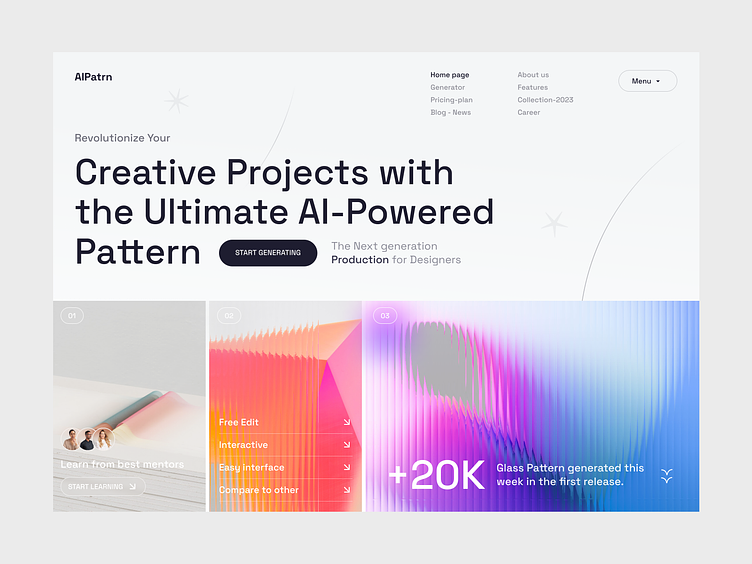 AIPatrn
Home page
Generator
Pricing-plan
Blog - News
About us
Features
Collection-2023
Career
Menu
Revolutionize Your
Creative Projects with
the Ultimate AI-Powered
Pattern
START GENERATING
The Next generation
Production for Designers
01
Learn from best mentors
START LEARNING
02
Free Edit
Interactive
Easy interface
Compare to other
03
+20K
Glass Pattern generated this
week in the first release.